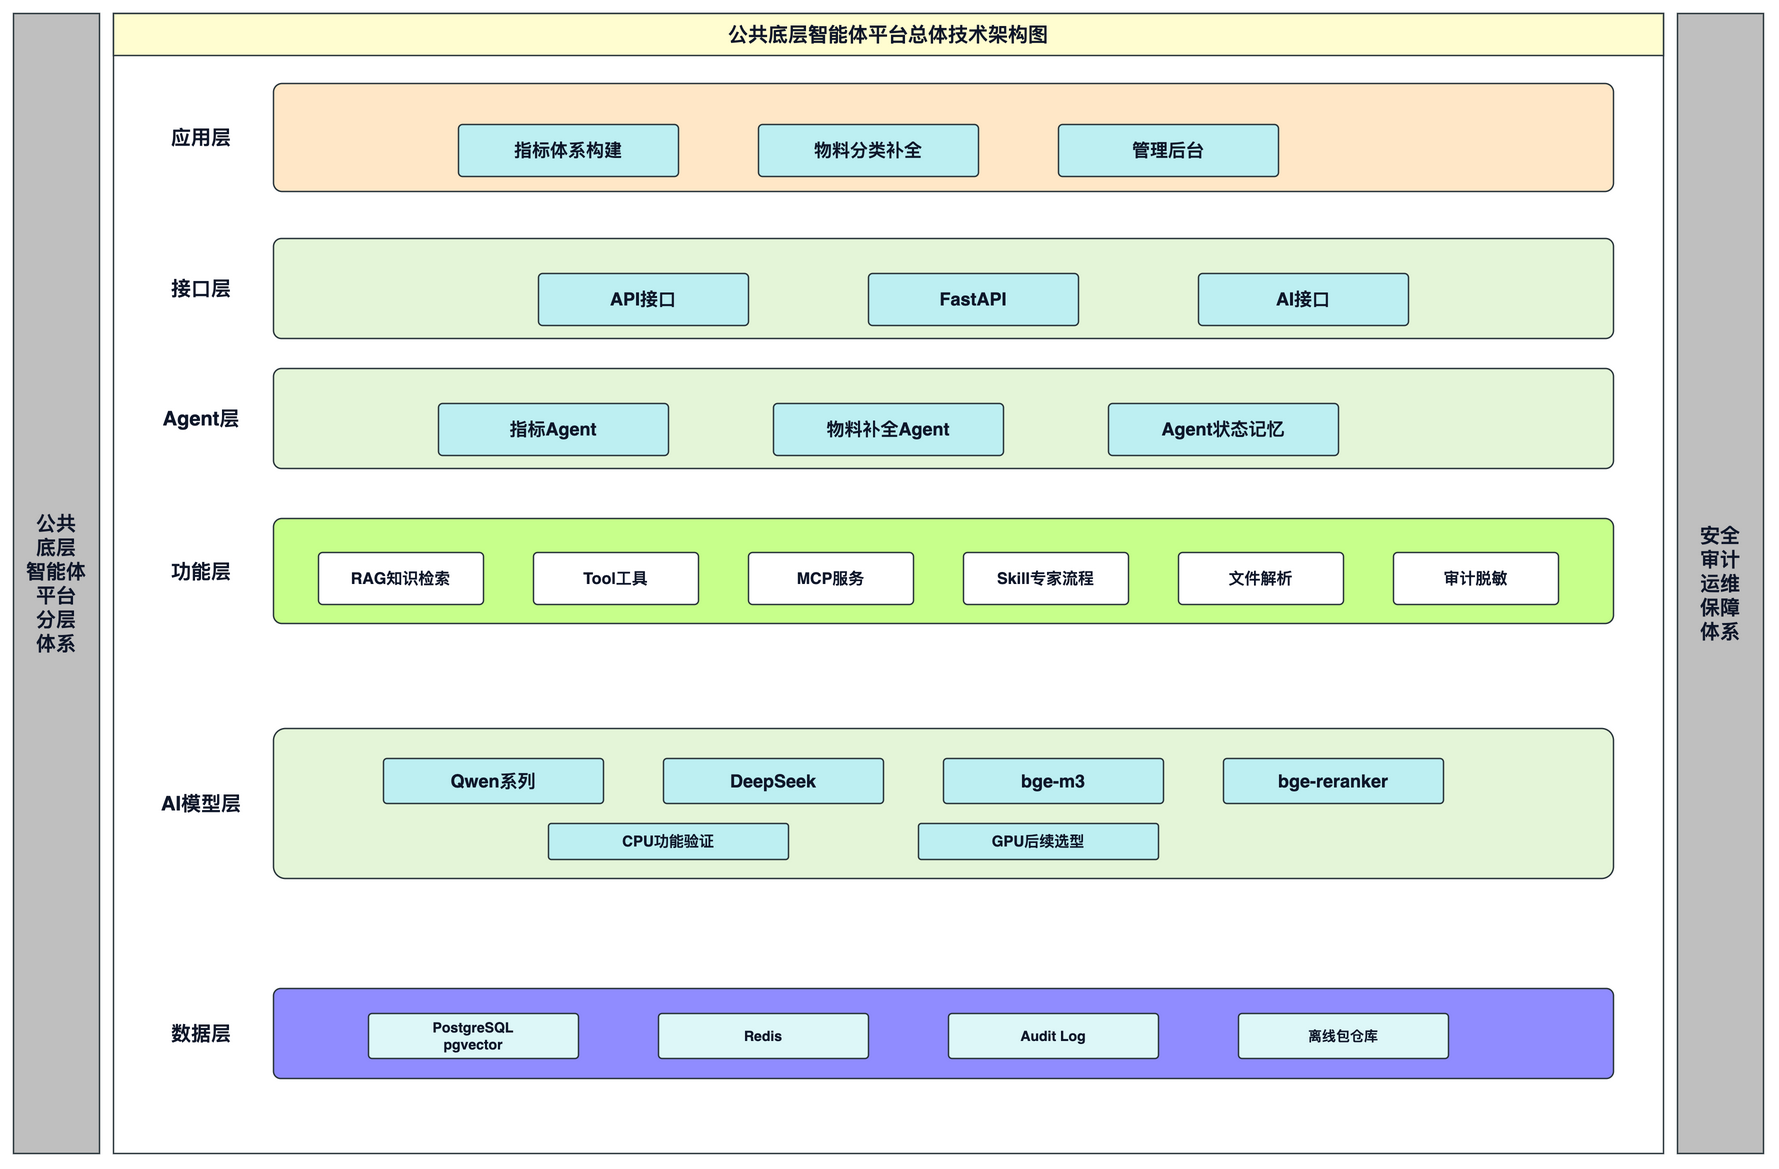 公共底层智能体平台总体技术架构图
公共
底层
智能体
平台
分层
体系
应用层
指标体系构建
物料分类补全
管理后台
接口层
API接口
FastAPI
AI接口
Agent层
指标Agent
物料补全Agent
Agent状态记忆
功能层
RAG知识检索
Tool工具
MCP服务
Skill专家流程
文件解析
审计脱敏
AI模型层
Qwen系列
DeepSeek
bge-m3
bge-reranker
CPU功能验证
GPU后续选型
数据层
PostgreSQL
pgvector
Redis
Audit Log
离线包仓库
安全
审计
运维
保障
体系